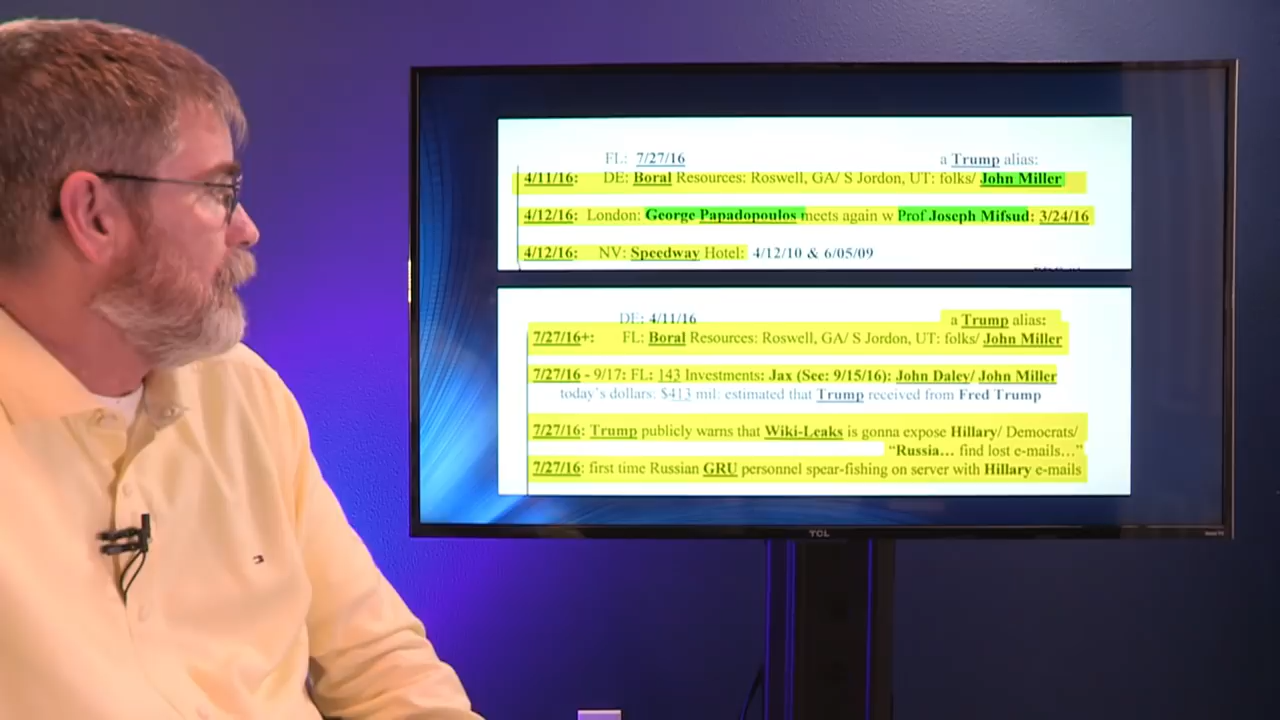 FL: 7/27/16 a Trump alias:
4/11/16: DE: Boral Resources: Roswell, GA/ S Jordon, UT: folks/ John Miller
4/12/16: London: George Papadopoulos meets again w Prof Joseph Mifsud: 3/24/16
4/12/16: NV: Speedway Hotel: 4/12/10 & 6/05/09
DE: 4/11/16 a Trump alias:
7/27/16+: FL: Boral Resources: Roswell, GA/ S Jordon, UT: folks/ John Miller
7/27/16 - 9/17: FL: 143 Investments: Jax (See: 9/15/16): John Daley/ John Miller
today's dollars: $413 mil: estimated that Trump received from Fred Trump
7/27/16: Trump publicly warns that Wiki-Leaks is gonna expose Hillary/ Democrats/
"Russia… find lost e-mails…"
7/27/16: first time Russian GRU personnel spear-fishing on server with Hillary e-mails
TCL